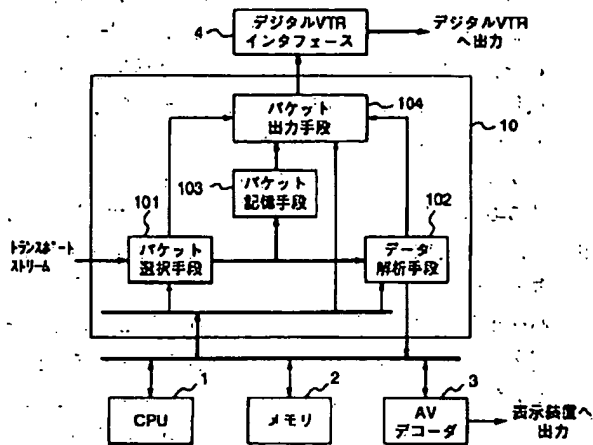 デジタルVTR
インタフェース
4
デジタルVTR
へ出力
パケット
出力手段
104
10
103
パケット
記憶手段
101
102
トランスポート
ストリーム
パケット
選択手段
データ
解析手段
1
2
3
CPU
メモリ
AV
デコーダ
表示装置へ
出力